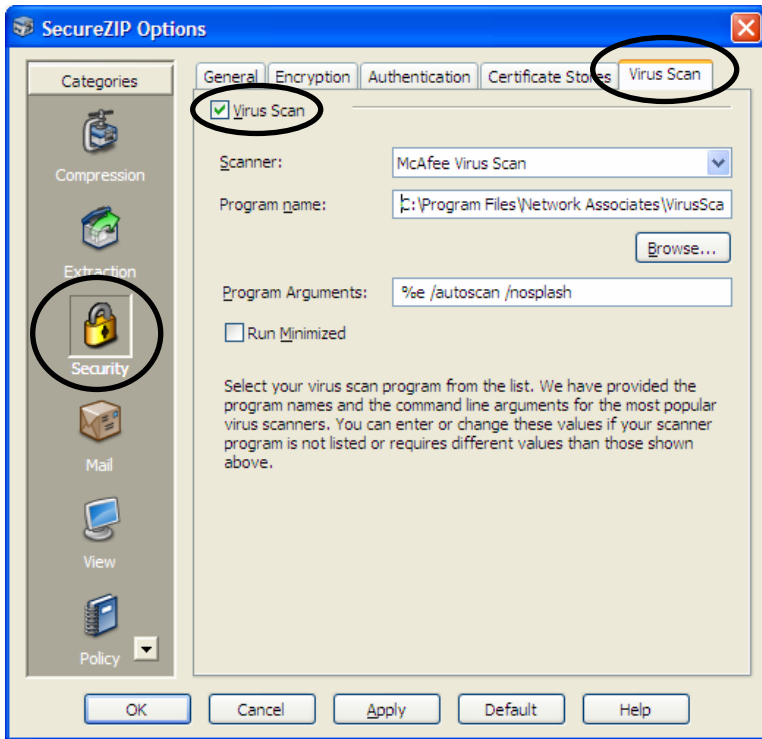 SecureZIP Options
Categories
Compression
Extraction
Security
Mail
View
Policy
General Encryption Authentication Certificate Stores Virus Scan
Virus Scan
Scanner: McAfee Virus Scan
Program name: C:\Program Files\Network Associates\VirusSca
Browse...
Program Arguments: %e /autoscan /nosplash
Run Minimized
Select your virus scan program from the list. We have provided the
program names and the command line arguments for the most popular
virus scanners. You can enter or change these values if your scanner
program is not listed or requires different values than those shown
above.
OK Cancel Apply Default Help